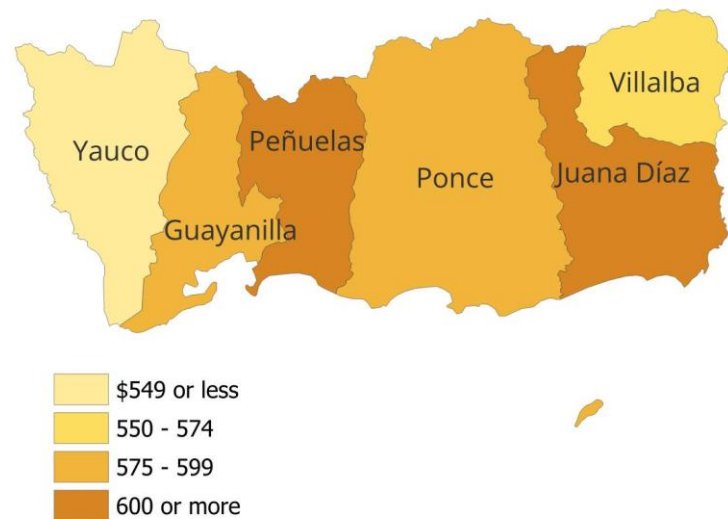 Villalba
Yauco
Peñuelas
Ponce
Juana Díaz
Guayanilla
$549 or less
550 - 574
575 - 599
600 or more